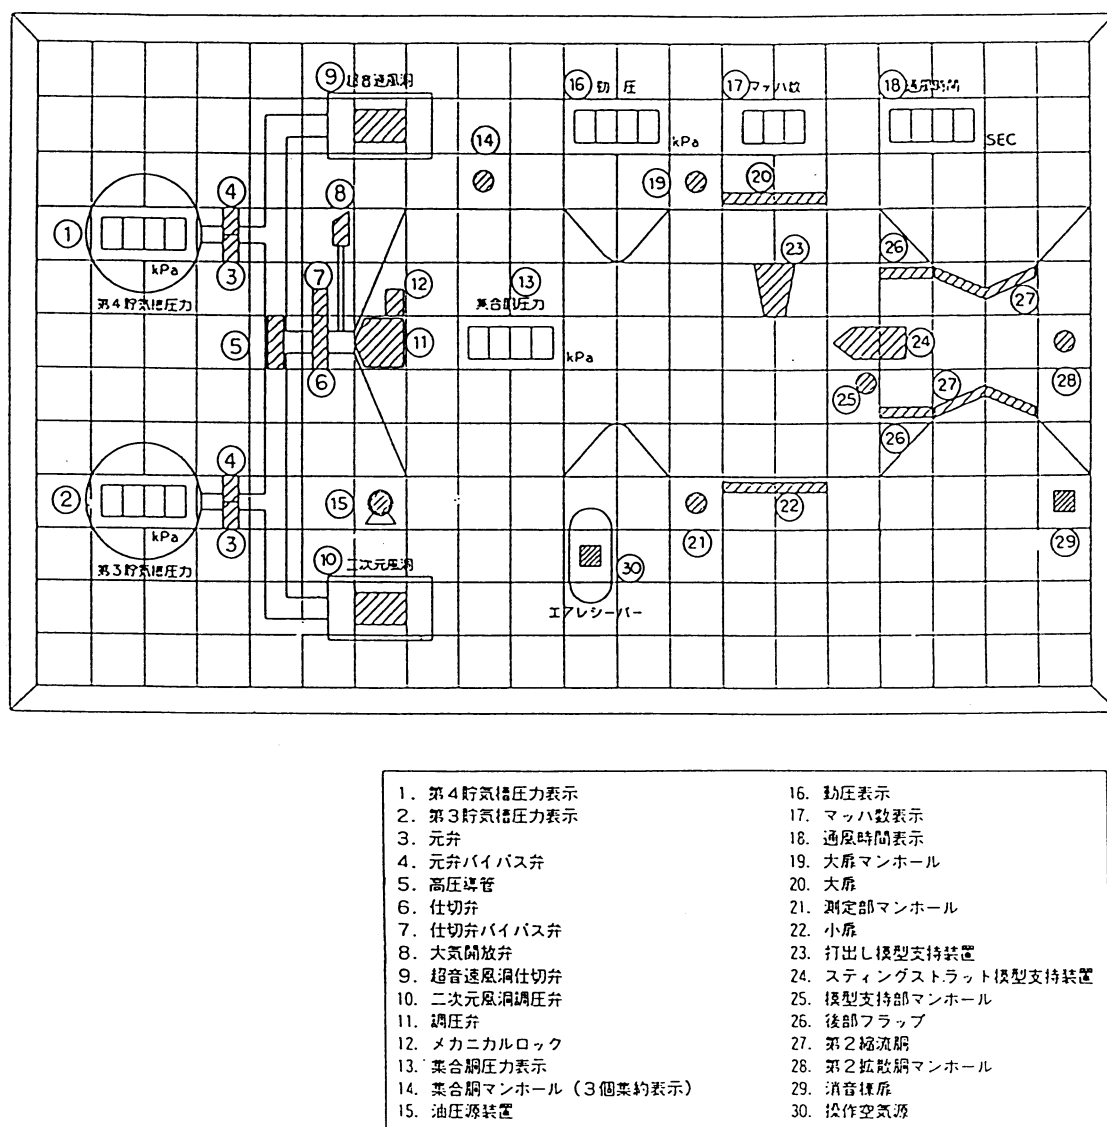 ⑨ 超音速風洞
⑯ 動圧
⑰ マッハ数
⑱ 通風時間
kPa
SEC
⑭
⑲
⑳
④
⑧
①
kPa
③
第4貯気槽圧力
⑦
⑫
⑬
集合胴圧力
㉓
㉖
㉗
⑤
⑪
kPa
㉔
⑥
㉕
㉗
㉘
㉖
④
②
kPa
③
第3貯気槽圧力
⑮
㉑
㉒
㉙
⑩ 二次元風洞
㉚
エアレシーバー
1. 第4貯気槽圧力表示
2. 第3貯気槽圧力表示
3. 元弁
4. 元弁バイパス弁
5. 高圧導管
6. 仕切弁
7. 仕切弁バイパス弁
8. 大気開放弁
9. 超音速風洞仕切弁
10. 二次元風洞調圧弁
11. 調圧弁
12. メカニカルロック
13. 集合胴圧力表示
14. 集合胴マンホール(3個集約表示)
15. 油圧源装置
16. 動圧表示
17. マッハ数表示
18. 通風時間表示
19. 大扉マンホール
20. 大扉
21. 測定部マンホール
22. 小扉
23. 打出し模型支持装置
24. スティングストラット模型支持装置
25. 模型支持部マンホール
26. 後部フラップ
27. 第2縮流胴
28. 第2拡散胴マンホール
29. 消音棟扉
30. 操作空気源